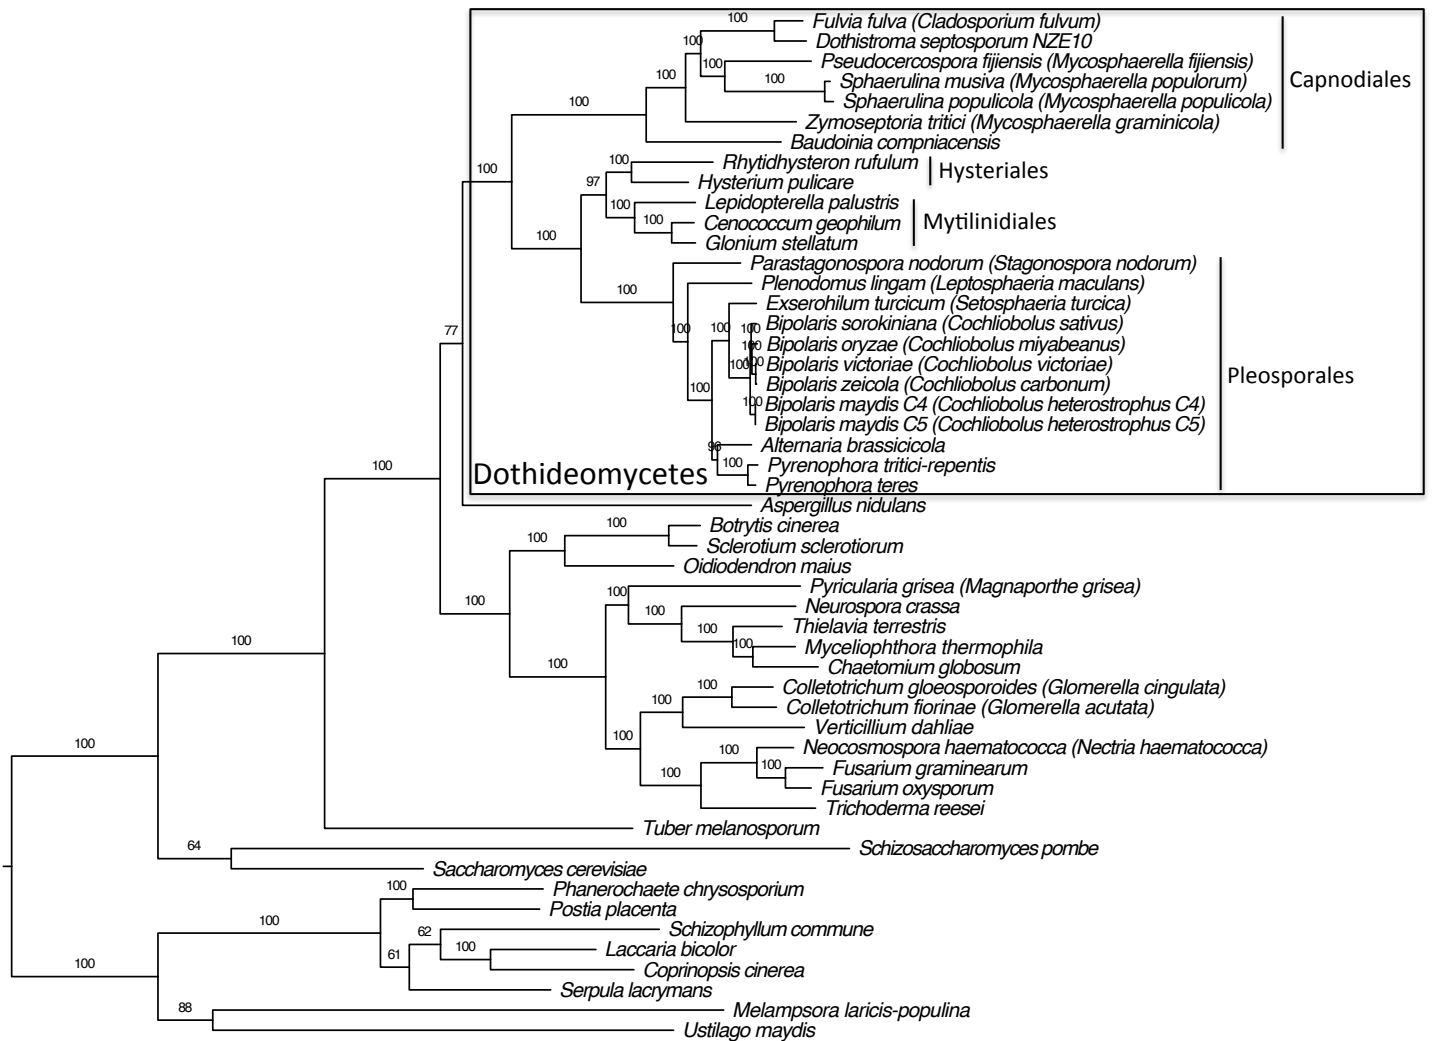 100
Fulvia fulva (Cladosporium fulvum)
100
Dothistroma septosporum NZE10
100
Pseudocercospora fijiensis (Mycosphaerella fijiensis)
100
100
Sphaerulina musiva (Mycosphaerella populorum)
Capnodiales
100
Sphaerulina populicola (Mycosphaerella populicola)
Zymoseptoria tritici (Mycosphaerella graminicola)
Baudoinia compniacensis
100
100
Rhytidhysteron rufulum
Hysteriales
97
Hysterium pulicare
100
Lepidopterella palustris
100
Cenococcum geophilum
Mytilinidiales
100
Glonium stellatum
Parastagonospora nodorum (Stagonospora nodorum)
100
Plenodomus lingam (Leptosphaeria maculans)
Exserohilum turcicum (Setosphaeria turcica)
100
100
100
Bipolaris sorokiniana (Cochliobolus sativus)
77
100
Bipolaris oryzae (Cochliobolus miyabeanus)
100
100
Bipolaris victoriae (Cochliobolus victoriae)
Pleosporales
100
Bipolaris zeicola (Cochliobolus carbonum)
100
Bipolaris maydis C4 (Cochliobolus heterostrophus C4)
Bipolaris maydis C5 (Cochliobolus heterostrophus C5)
Alternaria brassicicola
100
Dothideomycetes
100
Pyrenophora tritici-repentis
Pyrenophora teres
Aspergillus nidulans
100
Botrytis cinerea
100
Sclerotium sclerotiorum
Oidiodendron maius
100
100
Pyricularia grisea (Magnaporthe grisea)
100
Neurospora crassa
100
Thielavia terrestris
100
100
Myceliophthora thermophila
100
Chaetomium globosum
100
Colletotrichum gloeosporoides (Glomerella cingulata)
100
Colletotrichum fiorinae (Glomerella acutata)
Verticillium dahliae
100
100
100
Neocosmospora haematococca (Nectria haematococca)
100
100
Fusarium graminearum
Fusarium oxysporum
Trichoderma reesei
Tuber melanosporum
64
Schizosaccharomyces pombe
Saccharomyces cerevisiae
100
Phanerochaete chrysosporium
100
Postia placenta
62
Schizophyllum commune
61
100
Laccaria bicolor
100
Coprinopsis cinerea
Serpula lacrymans
88
Melampsora laricis-populina
Ustilago maydis